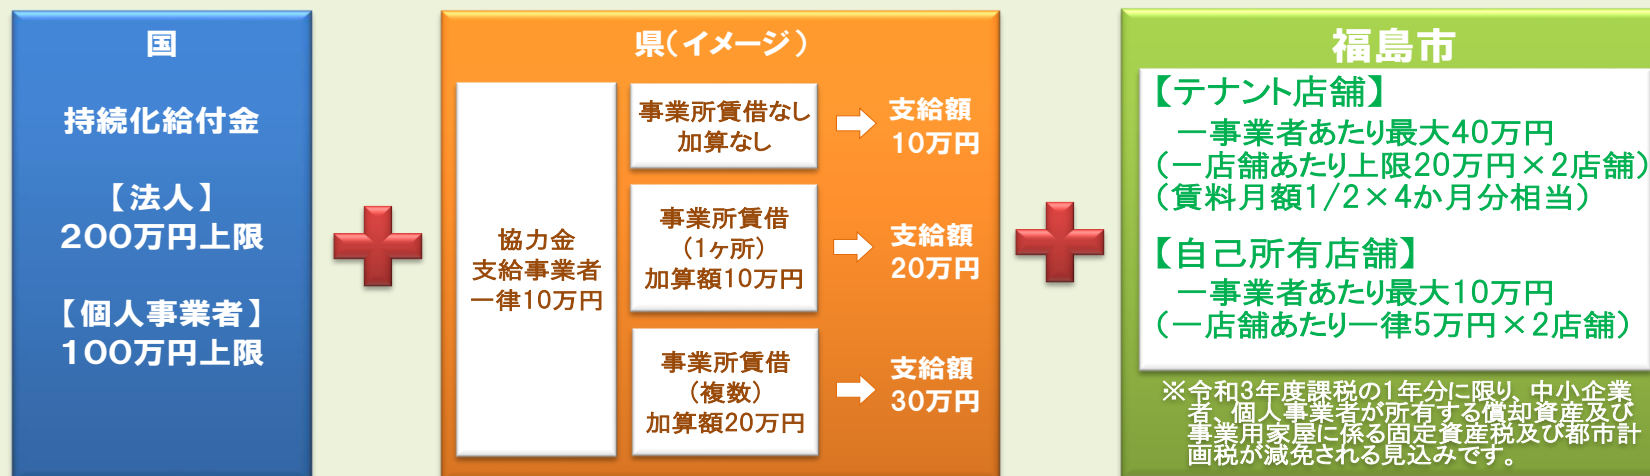 国
持続化給付金
【法人】
200万円上限
【個人事業者】
100万円上限
県（イメージ）
協力金
支給事業者
一律10万円
事業所賃借なし
加算なし
支給額
10万円
事業所賃借
（1ヶ所）
加算額10万円
支給額
20万円
事業所賃借
（複数）
加算額20万円
支給額
30万円
福島市
【テナント店舗】
一事業者あたり最大40万円
（一店舗あたり上限20万円×2店舗）
（賃料月額1/2×4か月分相当）
【自己所有店舗】
一事業者あたり最大10万円
（一店舗あたり一律5万円×2店舗）
※令和3年度課税の1年分に限り、中小企業
者、個人事業者が所有する償却資産及び
事業用家屋に係る固定資産税及び都市計
画税が減免される見込みです。